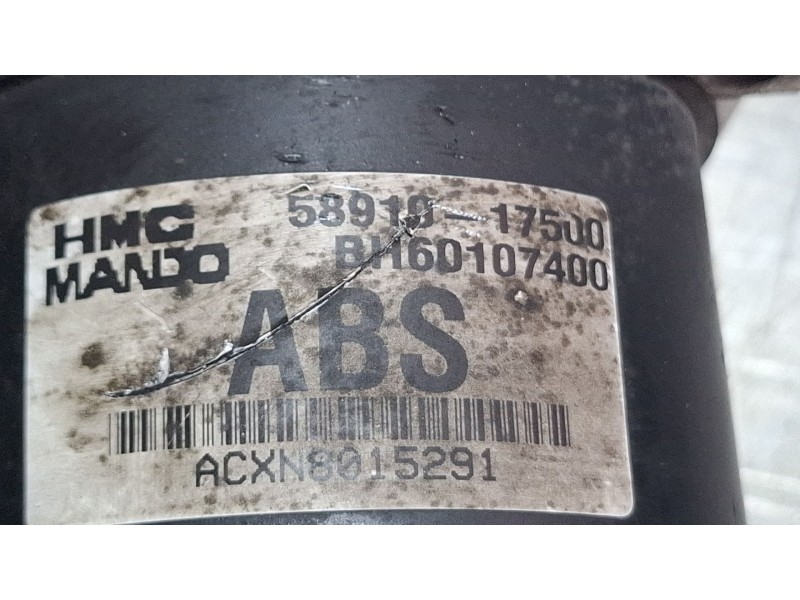 HMC 58910-17500
MANDO BH60107400
ABS
ACXN8015291